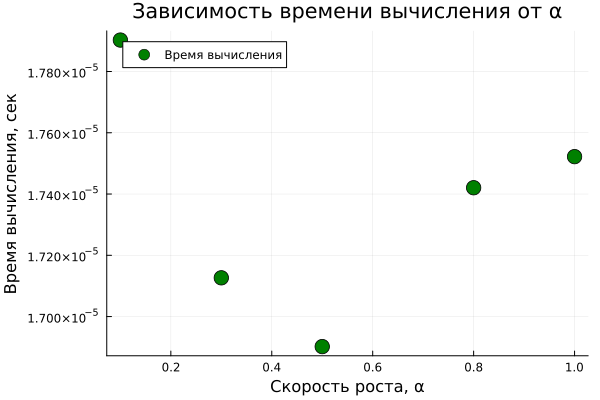 Зависимость времени вычисления от α
Время вычисления
Время вычисления, сек
1.780×10⁻⁵
1.760×10⁻⁵
1.740×10⁻⁵
1.720×10⁻⁵
1.700×10⁻⁵
0.2 0.4 0.6 0.8 1.0
Скорость роста, α